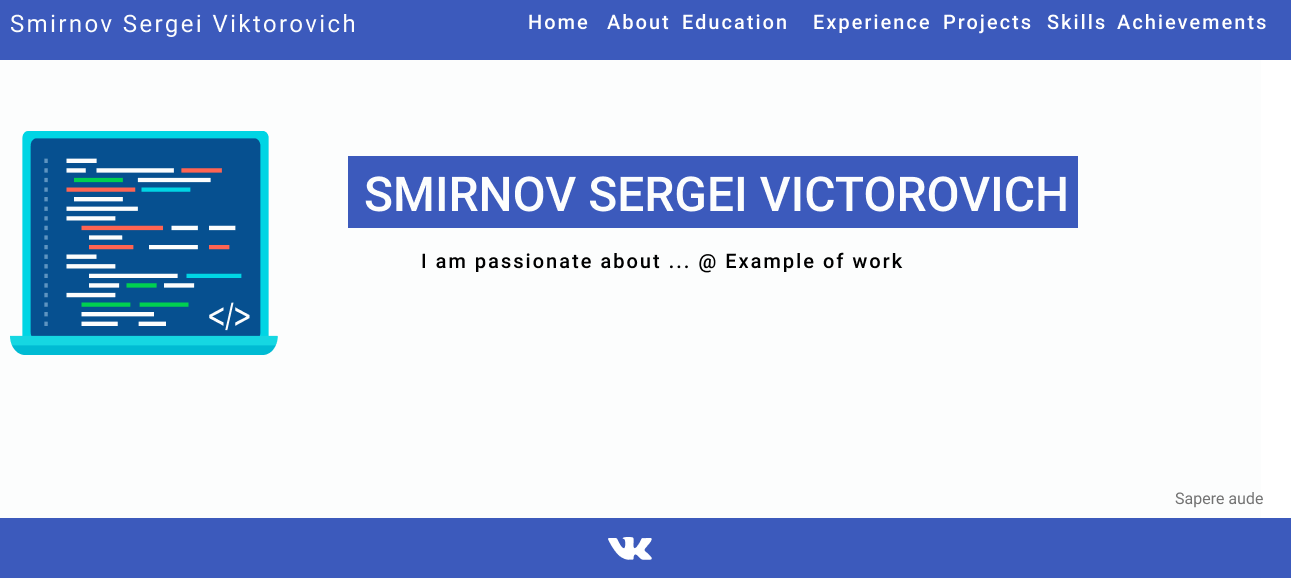 Smirnov Sergei Viktorovich
Home About Education Experience Projects Skills Achievements
SMIRNOV SERGEI VICTOROVICH
I am passionate about ... @ Example of work
</>
Sapere aude